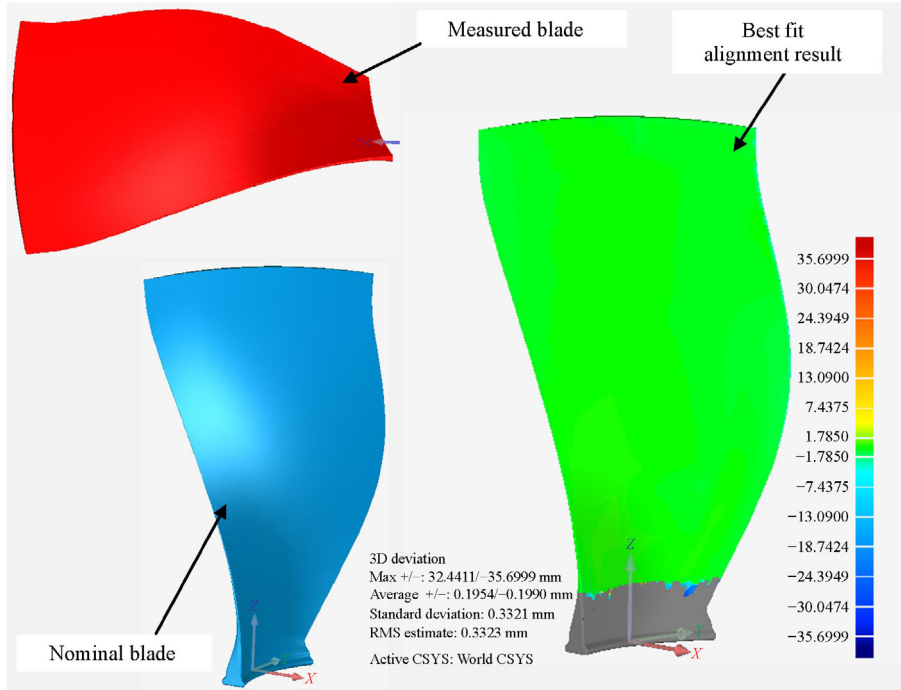 Measured blade
Best fit
alignment result
35.6999
30.0474
24.3949
18.7424
13.0900
7.4375
1.7850
−1.7850
−7.4375
−13.0900
−18.7424
−24.3949
−30.0474
−35.6999
Z
Y
X
3D deviation
Max +/−: 32.4411/−35.6999 mm
Average +/−: 0.1954/−0.1990 mm
Standard deviation: 0.3321 mm
RMS estimate: 0.3323 mm
Active CSYS: World CSYS
Z
X
Nominal blade